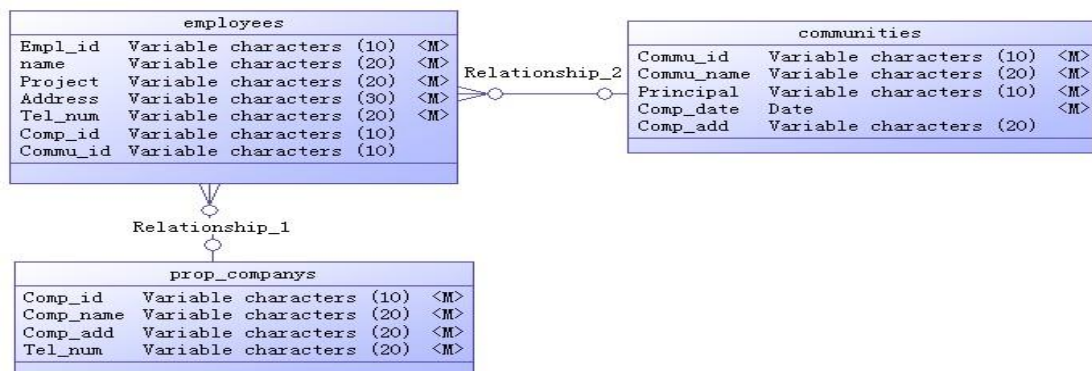 employees
Empl_id Variable characters (10) <M>
name Variable characters (20) <M>
Project Variable characters (20) <M>
Address Variable characters (30) <M>
Tel_num Variable characters (20) <M>
Comp_id Variable characters (10)
Commu_id Variable characters (10)
Relationship_2
communities
Commu_id Variable characters (10) <M>
Commu_name Variable characters (20) <M>
Principal Variable characters (10) <M>
Comp_date Date <M>
Comp_add Variable characters (20)
Relationship_1
prop_companys
Comp_id Variable characters (10) <M>
Comp_name Variable characters (20) <M>
Comp_add Variable characters (20) <M>
Tel_num Variable characters (20) <M>